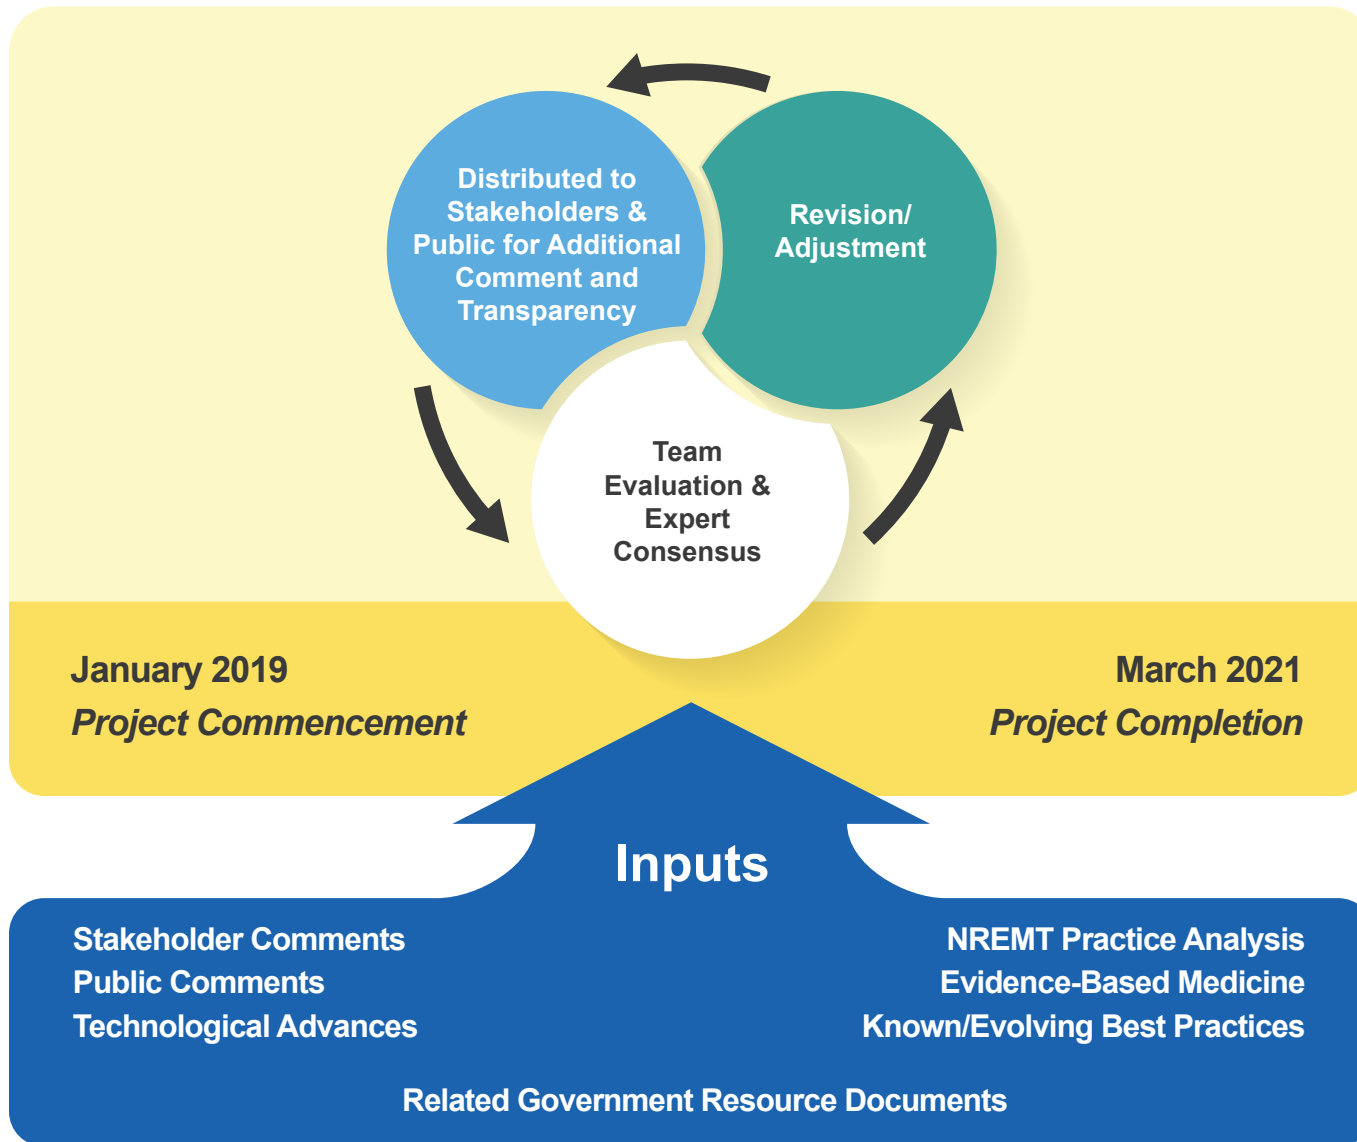 Distributed to
Stakeholders &
Public for Additional
Comment and
Transparency
Revision/
Adjustment
Team
Evaluation &
Expert
Consensus
January 2019
Project Commencement
March 2021
Project Completion
Inputs
Stakeholder Comments
Public Comments
Technological Advances
NREMT Practice Analysis
Evidence-Based Medicine
Known/Evolving Best Practices
Related Government Resource Documents